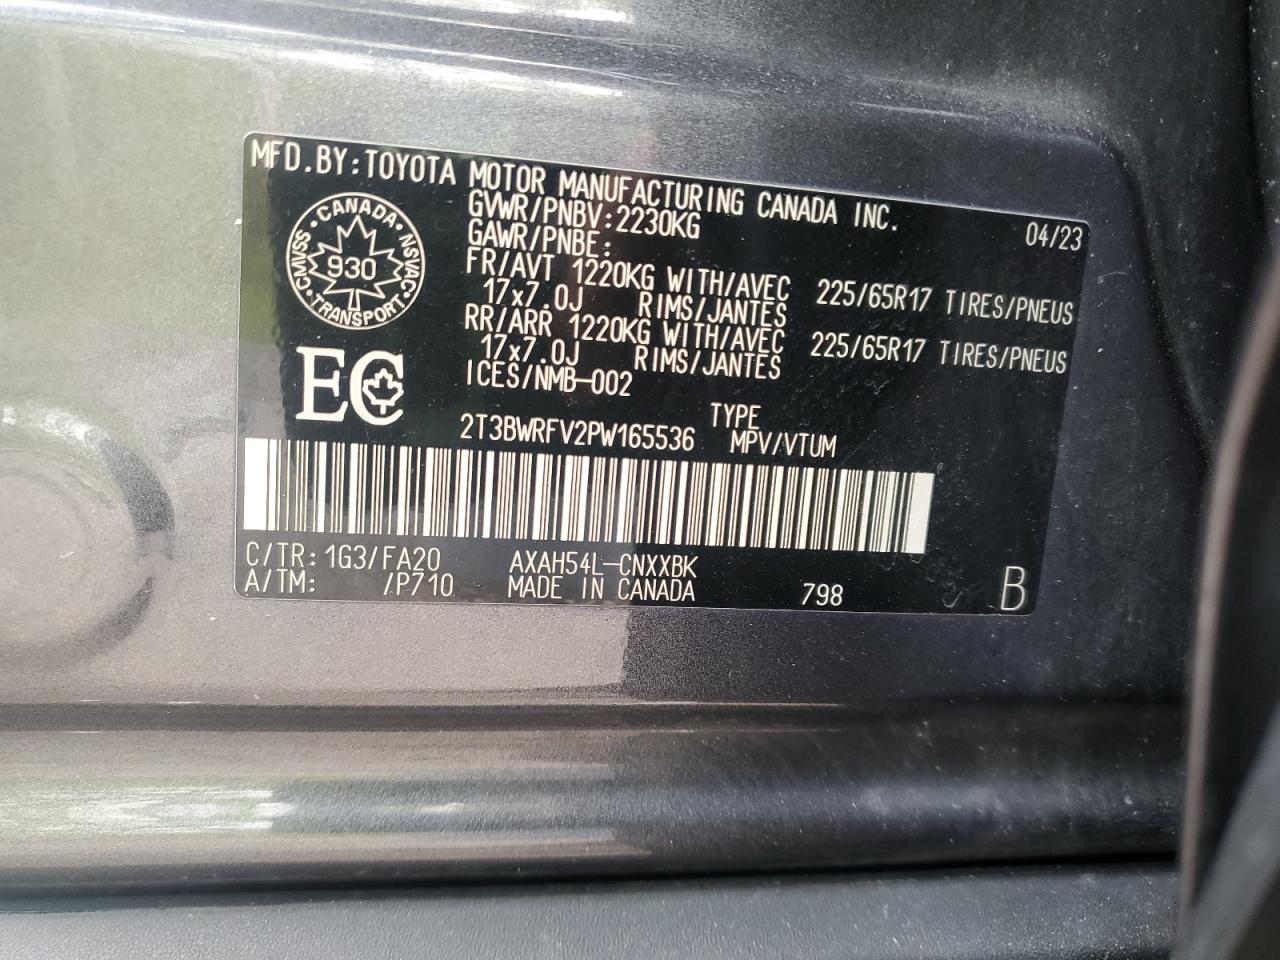 MFD.BY:TOYOTA MOTOR MANUFACTURING CANADA INC. 04/23
GVWR/PNBV:2230KG
GAWR/PNBE:
FR/AVT 1220KG WITH/AVEC 225/65R17 TIRES/PNEUS
17x7.0J RIMS/JANTES
RR/ARR 1220KG WITH/AVEC 225/65R17 TIRES/PNEUS
17x7.0J RIMS/JANTES
ICES/NMB-002
CANADA
CMVSS 930 NSVAC
TRANSPORT
EC
TYPE
2T3BWRFV2PW165536 MPV/VTUM
C/TR: 1G3/FA20 AXAH54L-CNXXBK
A/TM: /P710 MADE IN CANADA 798 B